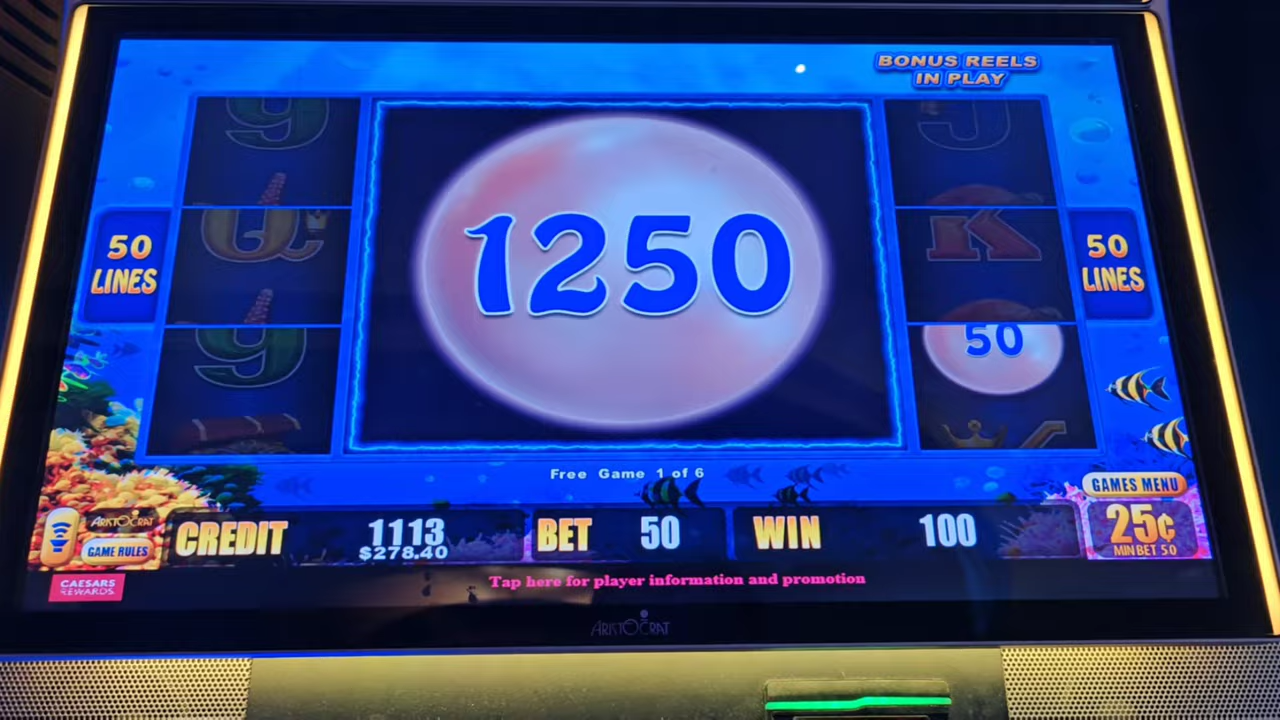 BONUS REELS
IN PLAY
9
J
Q
K
9
1250
50
50
LINES
50
LINES
Free Game 1 of 6
GAMES MENU
ARISTOCRAT
GAME RULES
CREDIT 1113
$278.40
BET 50
WIN 100
25¢
MIN BET 50
CAESARS
REWARDS
Tap here for player information and promotion
ARISTOCRAT